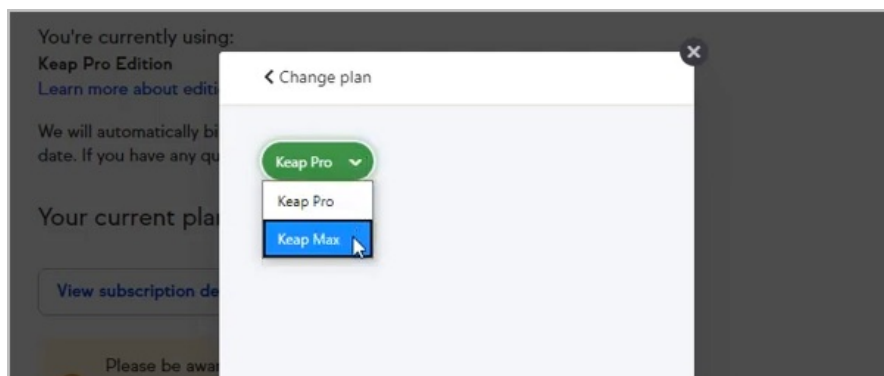 You're currently using:
Keap Pro Edition
Learn more about editi
We will automatically bi
date. If you have any qu
Your current pla
View subscription de
Please be awa
Change plan
Keap Pro
Keap Pro
Keap Max